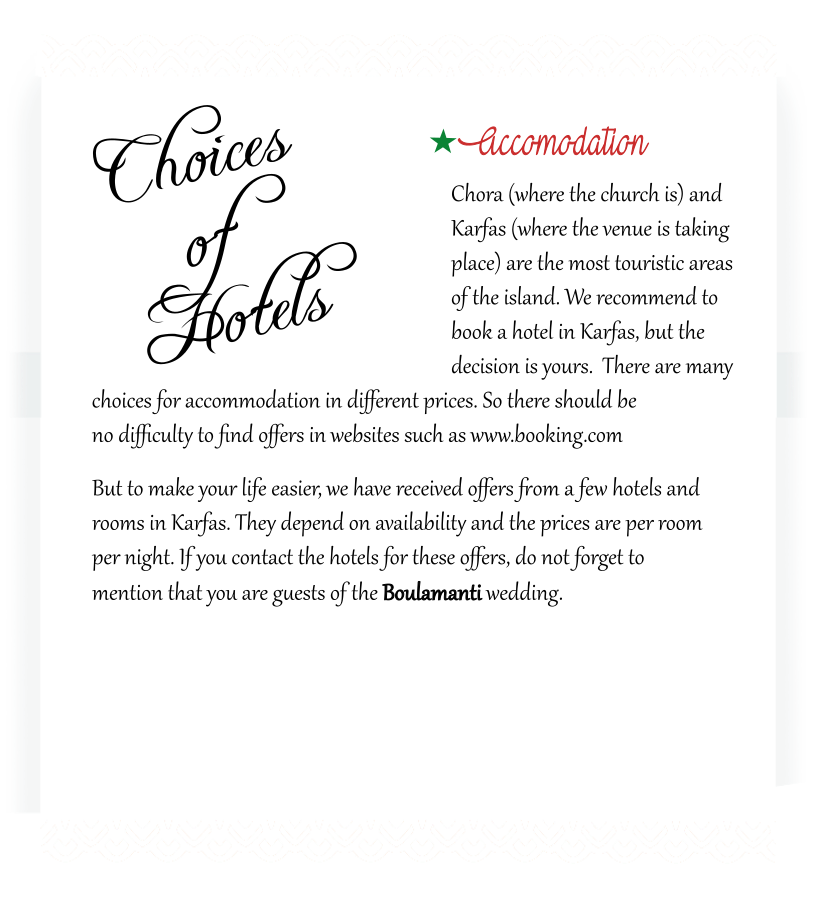 Choices
of
Hotels
Accomodation
Chora (where the church is) and
Karfas (where the venue is taking
place) are the most touristic areas
of the island. We recommend to
book a hotel in Karfas, but the
decision is yours.  There are many
choices for accommodation in different prices. So there should be
no difficulty to find offers in websites such as www.booking.com
But to make your life easier, we have received offers from a few hotels and
rooms in Karfas. They depend on availability and the prices are per room
per night. If you contact the hotels for these offers, do not forget to
mention that you are guests of the Boulamanti wedding.